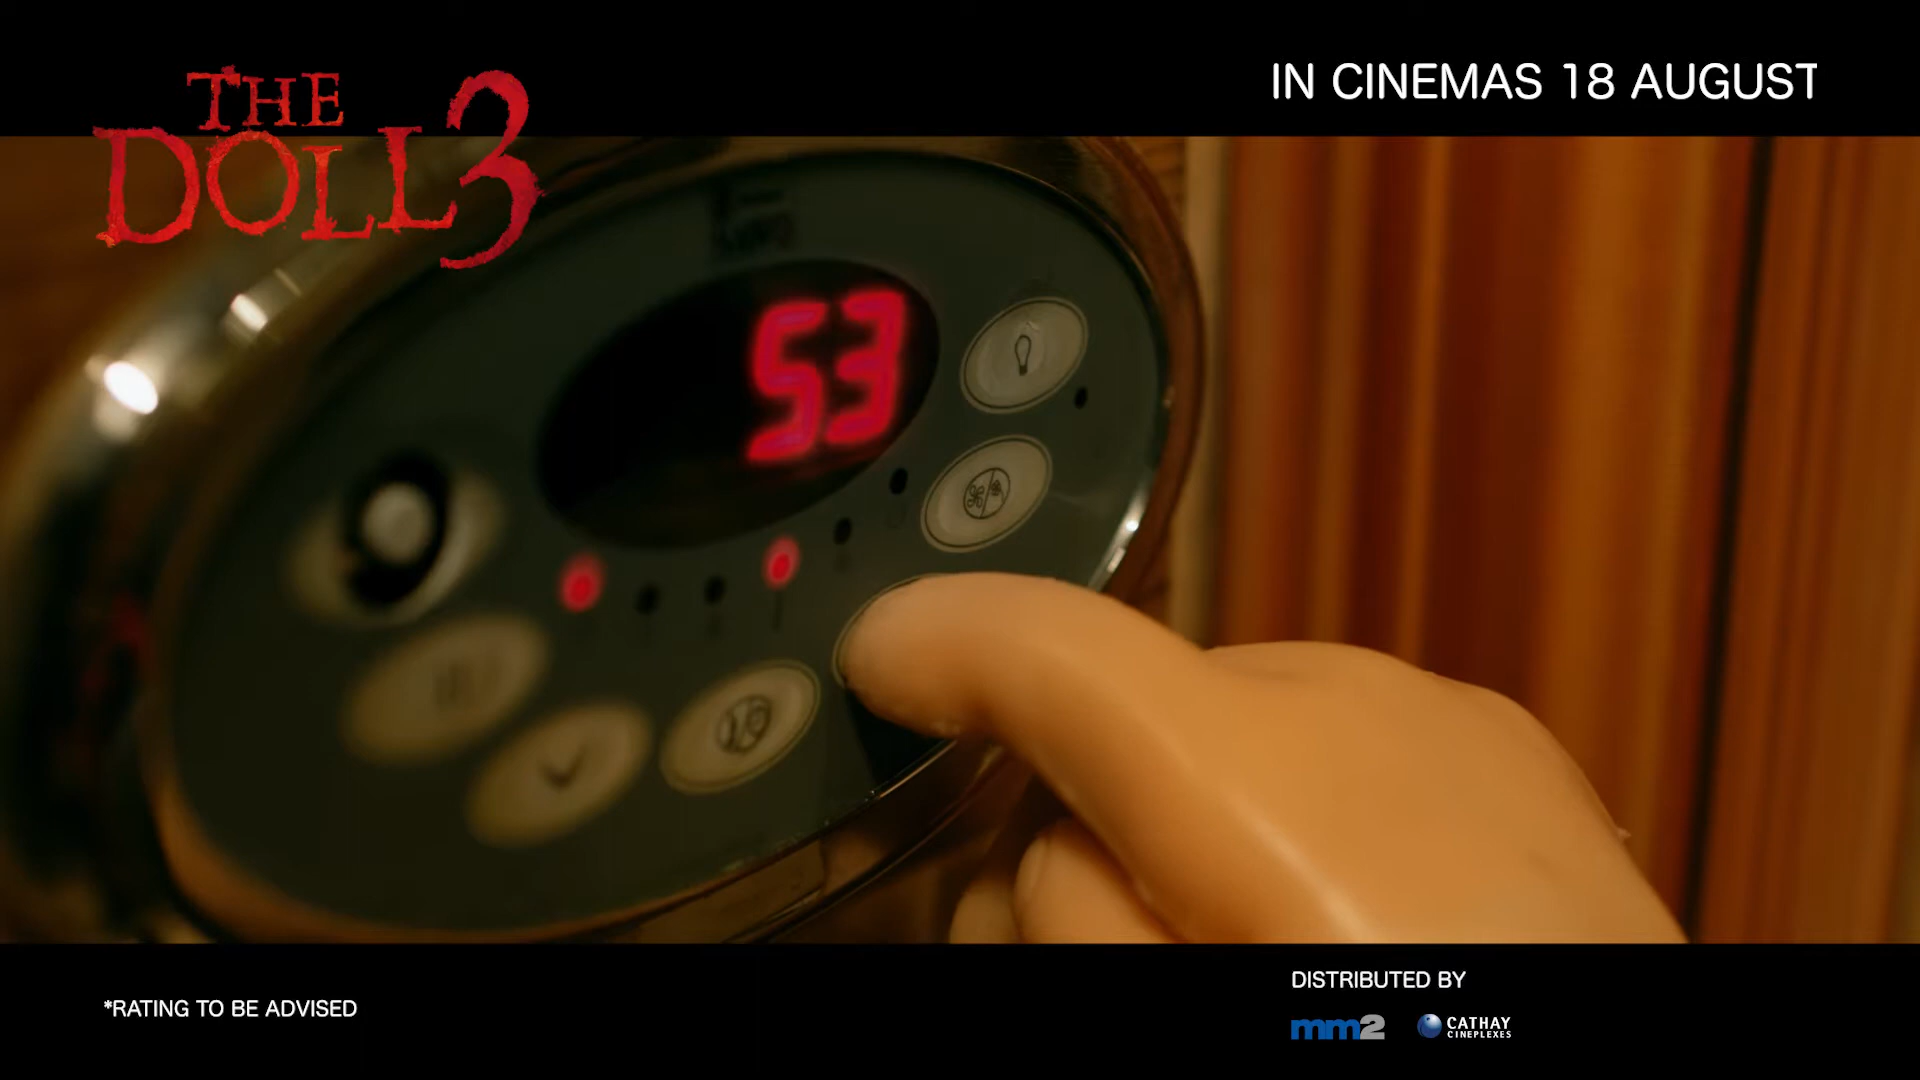 THE
DOLL 3
IN CINEMAS 18 AUGUST
53
*RATING TO BE ADVISED
DISTRIBUTED BY
mm2
CATHAY
CINEPLEXES